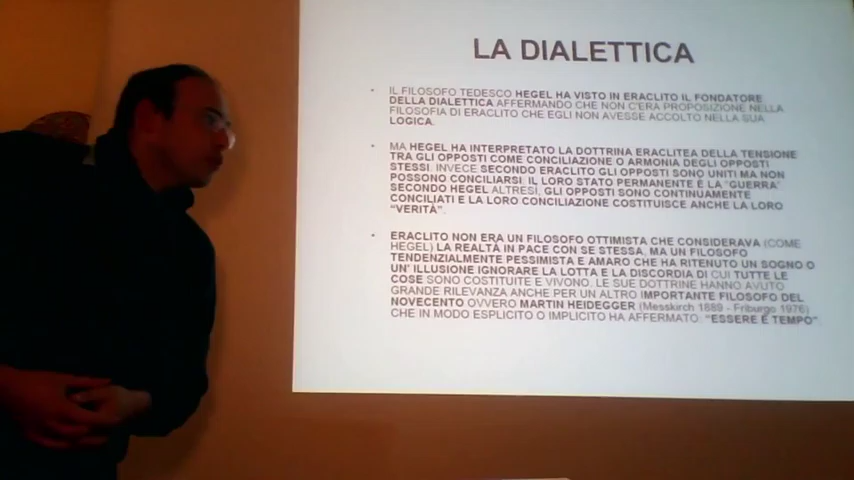 LA DIALETTICA
• IL FILOSOFO TEDESCO HEGEL HA VISTO IN ERACLITO IL FONDATORE
DELLA DIALETTICA AFFERMANDO CHE NON C'ERA PROPOSIZIONE NELLA
FILOSOFIA DI ERACLITO CHE EGLI NON AVESSE ACCOLTO NELLA SUA
LOGICA.
• MA HEGEL HA INTERPRETATO LA DOTTRINA ERACLITEA DELLA TENSIONE
TRA GLI OPPOSTI COME CONCILIAZIONE O ARMONIA DEGLI OPPOSTI
STESSI. INVECE SECONDO ERACLITO GLI OPPOSTI SONO UNITI MA NON
POSSONO CONCILIARSI: IL LORO STATO PERMANENTE È LA "GUERRA"
SECONDO HEGEL ALTRESÌ, GLI OPPOSTI SONO CONTINUAMENTE
CONCILIATI E LA LORO CONCILIAZIONE COSTITUISCE ANCHE LA LORO
"VERITÀ".
• ERACLITO NON ERA UN FILOSOFO OTTIMISTA CHE CONSIDERAVA (COME
HEGEL) LA REALTÀ IN PACE CON SE STESSA, MA UN FILOSOFO
TENDENZIALMENTE PESSIMISTA E AMARO CHE HA RITENUTO UN SOGNO O
UN' ILLUSIONE IGNORARE LA LOTTA E LA DISCORDIA DI CUI TUTTE LE
COSE SONO COSTITUITE E VIVONO. LE SUE DOTTRINE HANNO AVUTO
GRANDE RILEVANZA ANCHE PER UN ALTRO IMPORTANTE FILOSOFO DEL
NOVECENTO OVVERO MARTIN HEIDEGGER (Messkirch 1889 - Friburgo 1976)
CHE IN MODO ESPLICITO O IMPLICITO HA AFFERMATO: "ESSERE È TEMPO".